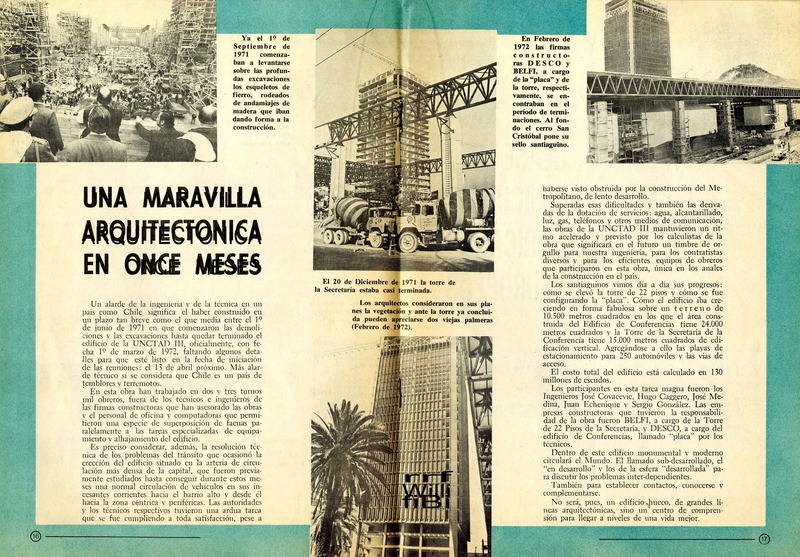 Ya el 1º de
Septiembre de
1971 comenza-
ban a levantarse
sobre las profun-
das excavaciones
los esqueletos de
fierro, rodeados
de andamiajes de
madera que iban
dando forma a la
construcción.
UNA MARAVILLA
ARQUITECTONICA
EN ONCE MESES
Un alarde de la ingeniería y de la técnica en un
país como Chile significa el haber construido en
un plazo tan breve como el que media entre el 1º
de junio de 1971 en que comenzaron las demoli-
ciones y las excavaciones hasta quedar terminado el
edificio de la UNCTAD III, oficialmente, con fe-
cha 1º de marzo de 1972, faltando algunos deta-
lles para que esté listo en la fecha de iniciación
de las reuniones: el 13 de abril próximo. Más alar-
de técnico si se considera que Chile es un país de
temblores y terremotos.
En esta obra han trabajado en dos y tres turnos
mil obreros, fuera de los técnicos e ingenieros de
las firmas constructoras que han asesorado las obras
y el personal de oficina y computadoras que permi-
tieron una especie de superposición de faenas pa-
ralelamente a las tareas especializadas de equipa-
miento y alhajamiento del edificio.
Es preciso considerar, además, la resolución téc-
nica de los problemas del tránsito que ocasionó la
erección del edificio situado en la arteria de circu-
lación más densa de la capital, que fueron previa-
mente estudiados hasta conseguir durante estos me-
ses una normal circulación de vehículos en sus in-
cesantes corrientes hacia el barrio alto y desde él
hacia la zona céntrica y periféricas. Las autoridades
y los técnicos respectivos tuvieron una ardua tarea
que se fue cumpliendo a toda satisfacción, pese a
16
El 20 de Diciembre de 1971 la torre de
la Secretaría estaba casi terminada.
Los arquitectos consideraron en sus pla-
nes la vegetación y ante la torre ya conclui-
da pueden apreciarse dos viejas palmeras
(Febrero de 1972).
En Febrero de
1972 las firmas
constructo-
ras DESCO y
BELFI, a cargo
de la "placa" y de
la torre, respecti-
vamente, se en-
contraban en el
período de termi-
naciones. Al fon-
do el cerro San
Cristóbal pone su
sello santiaguino.
haberse visto obstruida por la construcción del Me-
tropolitano, de lento desarrollo.
Superadas esas dificultades y también las deriva-
das de la dotación de servicios: agua, alcantarillado,
luz, gas, teléfonos y otros medios de comunicación,
las obras de la UNCTAD III mantuvieron un rit-
mo acelerado y previsto por los calculistas de la
obra que significará en el futuro un timbre de or-
gullo para nuestra ingeniería, para los contratistas
diversos y para los eficientes equipos de obreros
que participaron en esta obra, única en los anales
de la construcción en el país.
Los santiaguinos vimos día a día sus progresos:
cómo se elevó la torre de 22 pisos y cómo se fue
configurando la "placa". Cómo el edificio iba cre-
ciendo en forma fabulosa sobre un terreno de
10.500 metros cuadrados en los que el área cons-
truida del Edificio de Conferencias tiene 24.000
metros cuadrados y la Torre de la Secretaría de la
Conferencia tiene 15.000 metros cuadrados de edi-
ficación vertical. Agregándose a ello las playas de
estacionamiento para 250 automóviles y las vías de
acceso.
El costo total del edificio está calculado en 130
millones de escudos.
Los participantes en esta tarea magna fueron los
Ingenieros José Covacevic, Hugo Gaggero, José Me-
dina, Juan Echenique y Sergio González. Las em-
presas constructoras que tuvieron la responsabili-
dad de la obra fueron BELFI, a cargo de la Torre
de 22 Pisos de la Secretaría, y DESCO, a cargo del
edificio de Conferencias, llamado "placa" por los
técnicos.
Dentro de este edificio monumental y moderno
circulará el Mundo. El llamado sub-desarrollado, el
"en desarrollo" y los de la esfera "desarrollada" pa-
ra discutir los problemas inter-dependientes.
También para establecer contactos, conocerse y
complementarse.
No será, pues, un edificio hueco, de grandes lí-
neas arquitectónicas, sino un centro de compren-
sión para llegar a niveles de una vida mejor.
17